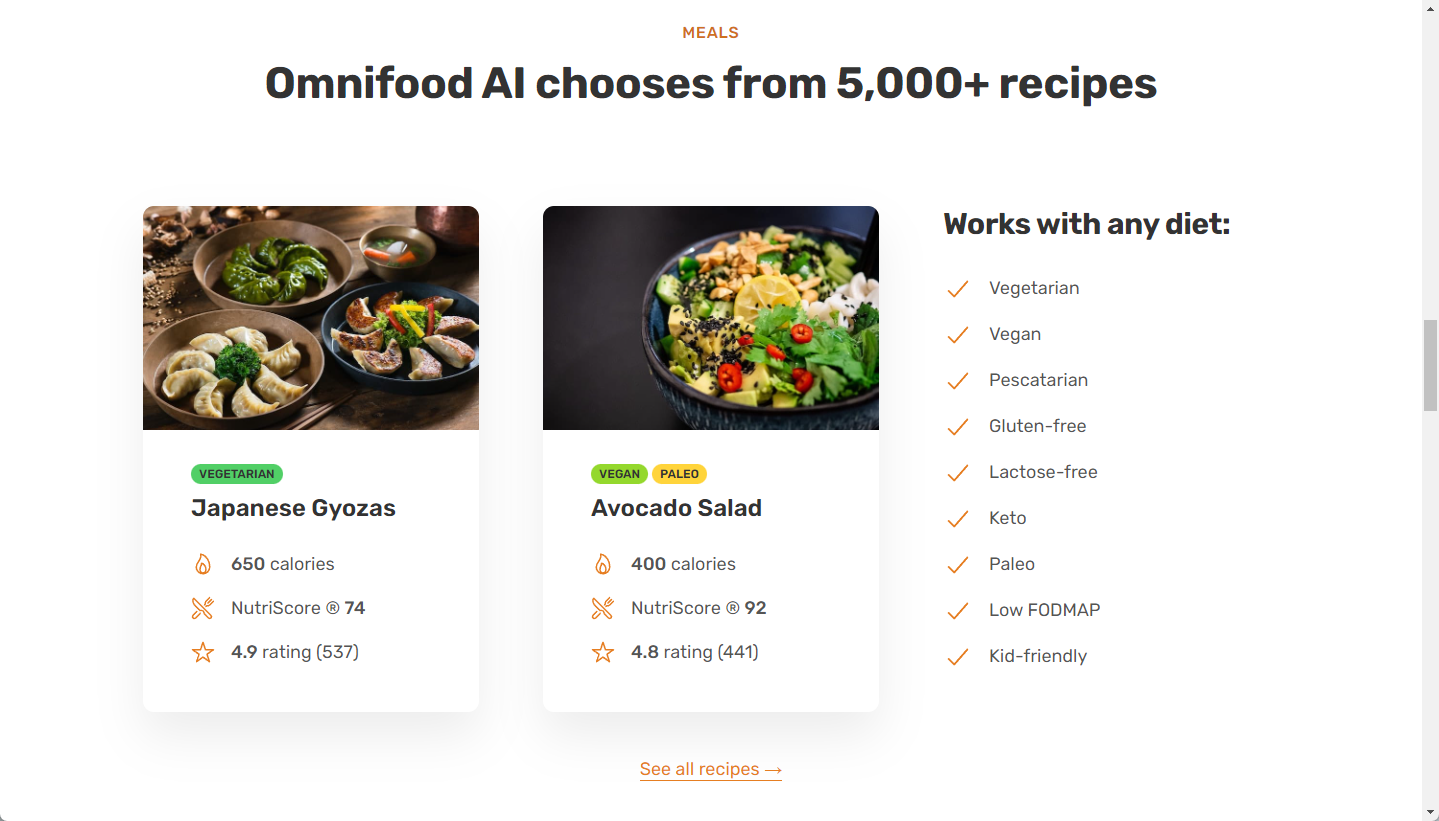 MEALS
Omnifood AI chooses from 5,000+ recipes
VEGETARIAN
Japanese Gyozas
650 calories
NutriScore ® 74
4.9 rating (537)
VEGAN PALEO
Avocado Salad
400 calories
NutriScore ® 92
4.8 rating (441)
Works with any diet:
Vegetarian
Vegan
Pescatarian
Gluten-free
Lactose-free
Keto
Paleo
Low FODMAP
Kid-friendly
See all recipes →